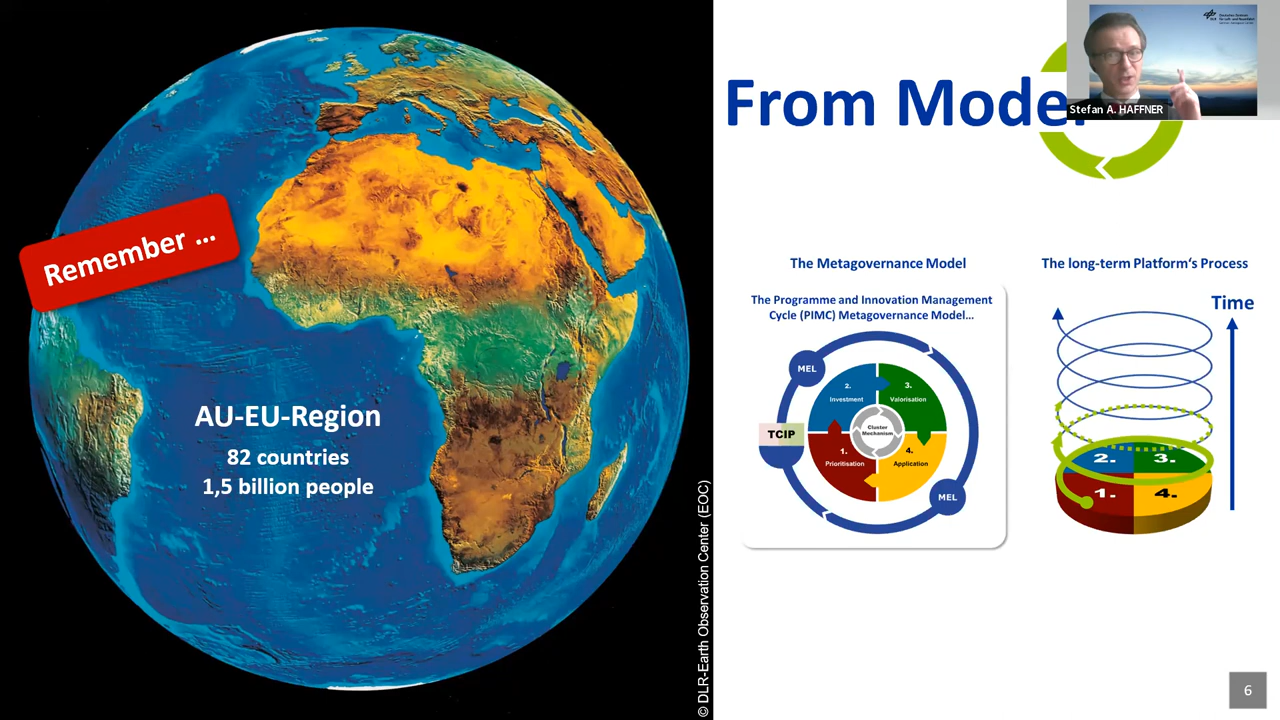 From Model
Stefan A. HAFFNER
Remember ...
AU-EU-Region
82 countries
1,5 billion people
© DLR-Earth Observation Center (EOC)
The Metagovernance Model
The Programme and Innovation Management
Cycle (PIMC) Metagovernance Model...
MEL
2.
Investment
3.
Valorisation
TCIP
Cluster
Mechanism
1.
Prioritisation
4.
Application
MEL
The long-term Platform's Process
Time
2.
3.
1.
4.
6